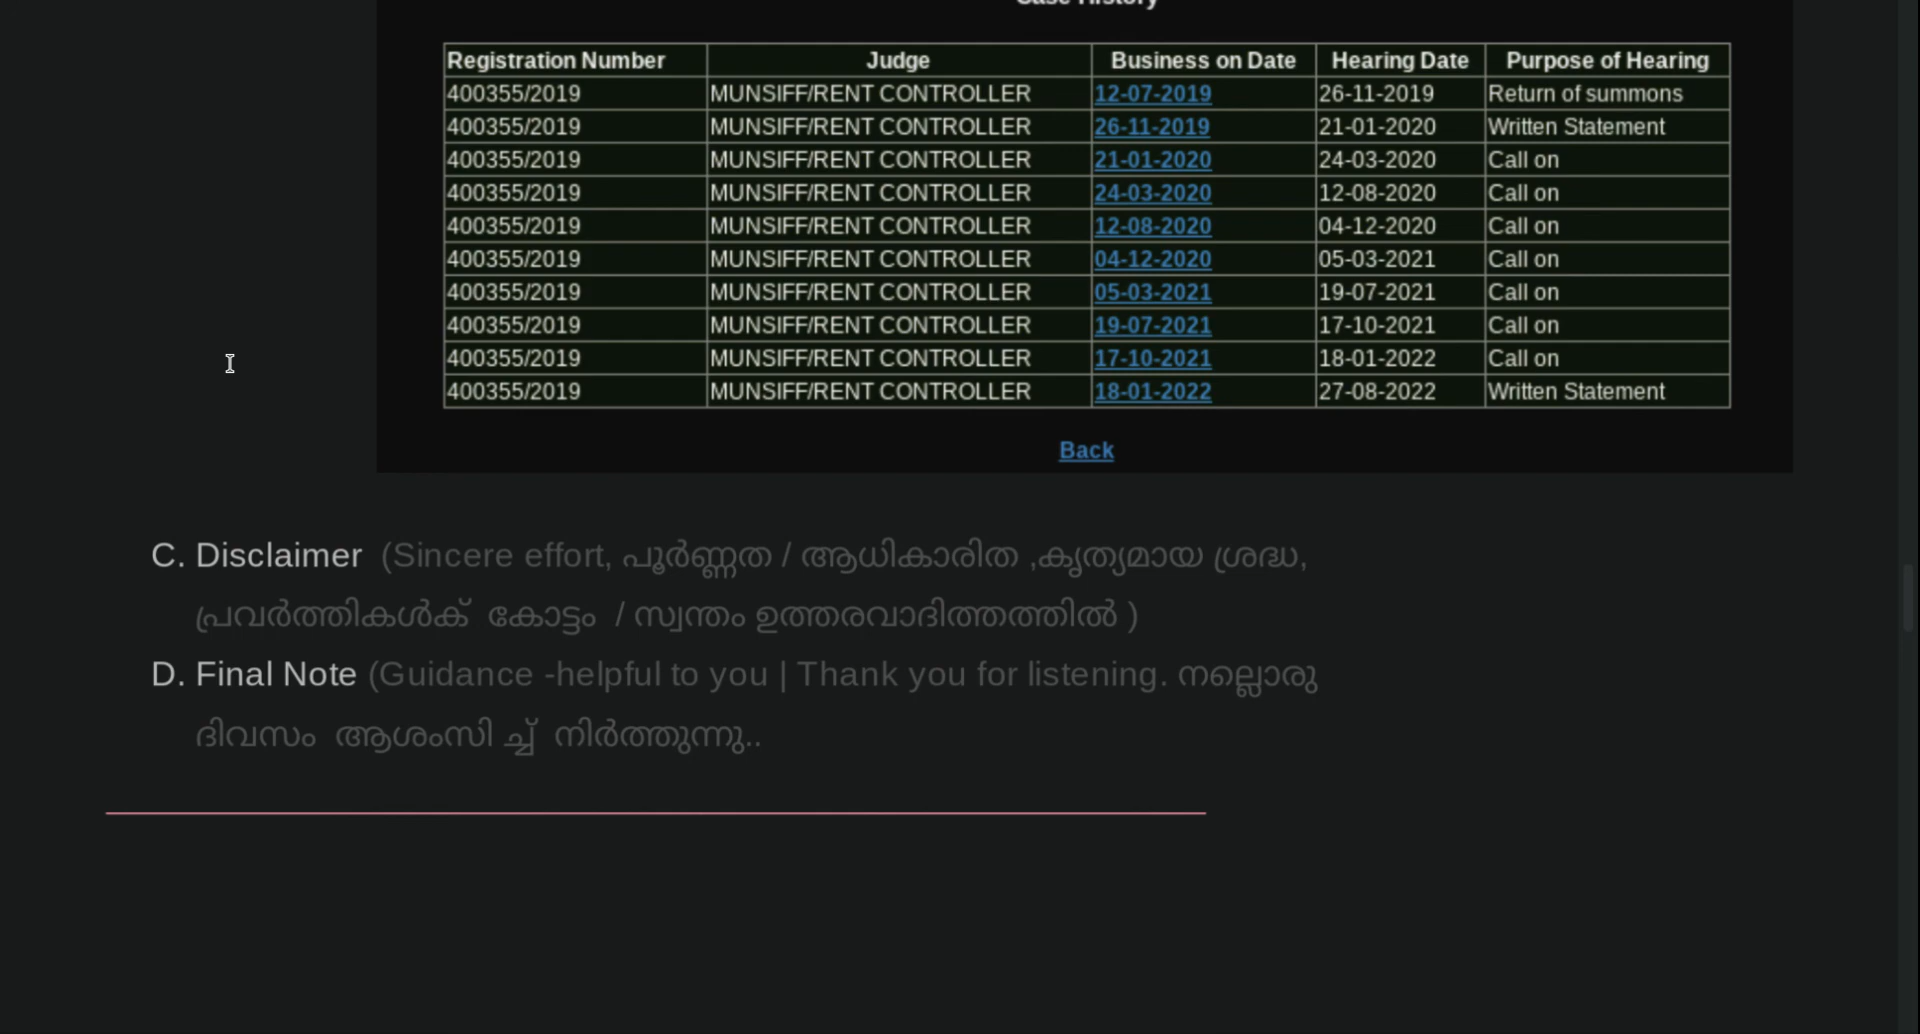 Case History
Registration Number Judge Business on Date Hearing Date Purpose of Hearing
400355/2019 MUNSIFF/RENT CONTROLLER 12-07-2019 26-11-2019 Return of summons
400355/2019 MUNSIFF/RENT CONTROLLER 26-11-2019 21-01-2020 Written Statement
400355/2019 MUNSIFF/RENT CONTROLLER 21-01-2020 24-03-2020 Call on
400355/2019 MUNSIFF/RENT CONTROLLER 24-03-2020 12-08-2020 Call on
400355/2019 MUNSIFF/RENT CONTROLLER 12-08-2020 04-12-2020 Call on
400355/2019 MUNSIFF/RENT CONTROLLER 04-12-2020 05-03-2021 Call on
400355/2019 MUNSIFF/RENT CONTROLLER 05-03-2021 19-07-2021 Call on
400355/2019 MUNSIFF/RENT CONTROLLER 19-07-2021 17-10-2021 Call on
400355/2019 MUNSIFF/RENT CONTROLLER 17-10-2021 18-01-2022 Call on
400355/2019 MUNSIFF/RENT CONTROLLER 18-01-2022 27-08-2022 Written Statement
Back
C. Disclaimer (Sincere effort, പൂർണ്ണത / ആധികാരിത ,കൃത്യമായ ശ്രദ്ധ,
പ്രവർത്തികൾക് കോട്ടം / സ്വന്തം ഉത്തരവാദിത്തത്തിൽ )
D. Final Note (Guidance -helpful to you | Thank you for listening. നല്ലൊരു
ദിവസം ആശംസി ച്ച് നിർത്തുന്നു..